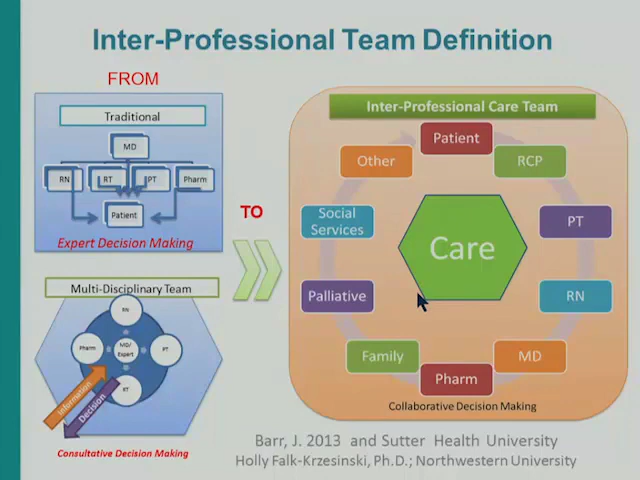 Inter-Professional Team Definition
FROM
Traditional
MD
RN RT PT Pharm
Patient
Expert Decision Making
Multi-Disciplinary Team
RN
Pharm MD/ PT
Expert
RT
Information
Decision
Consultative Decision Making
TO
Inter-Professional Care Team
Patient
Other RCP
Social
Services
PT
Care
Palliative RN
Family MD
Pharm
Collaborative Decision Making
Barr, J. 2013 and Sutter Health University
Holly Falk-Krzesinski, Ph.D.; Northwestern University